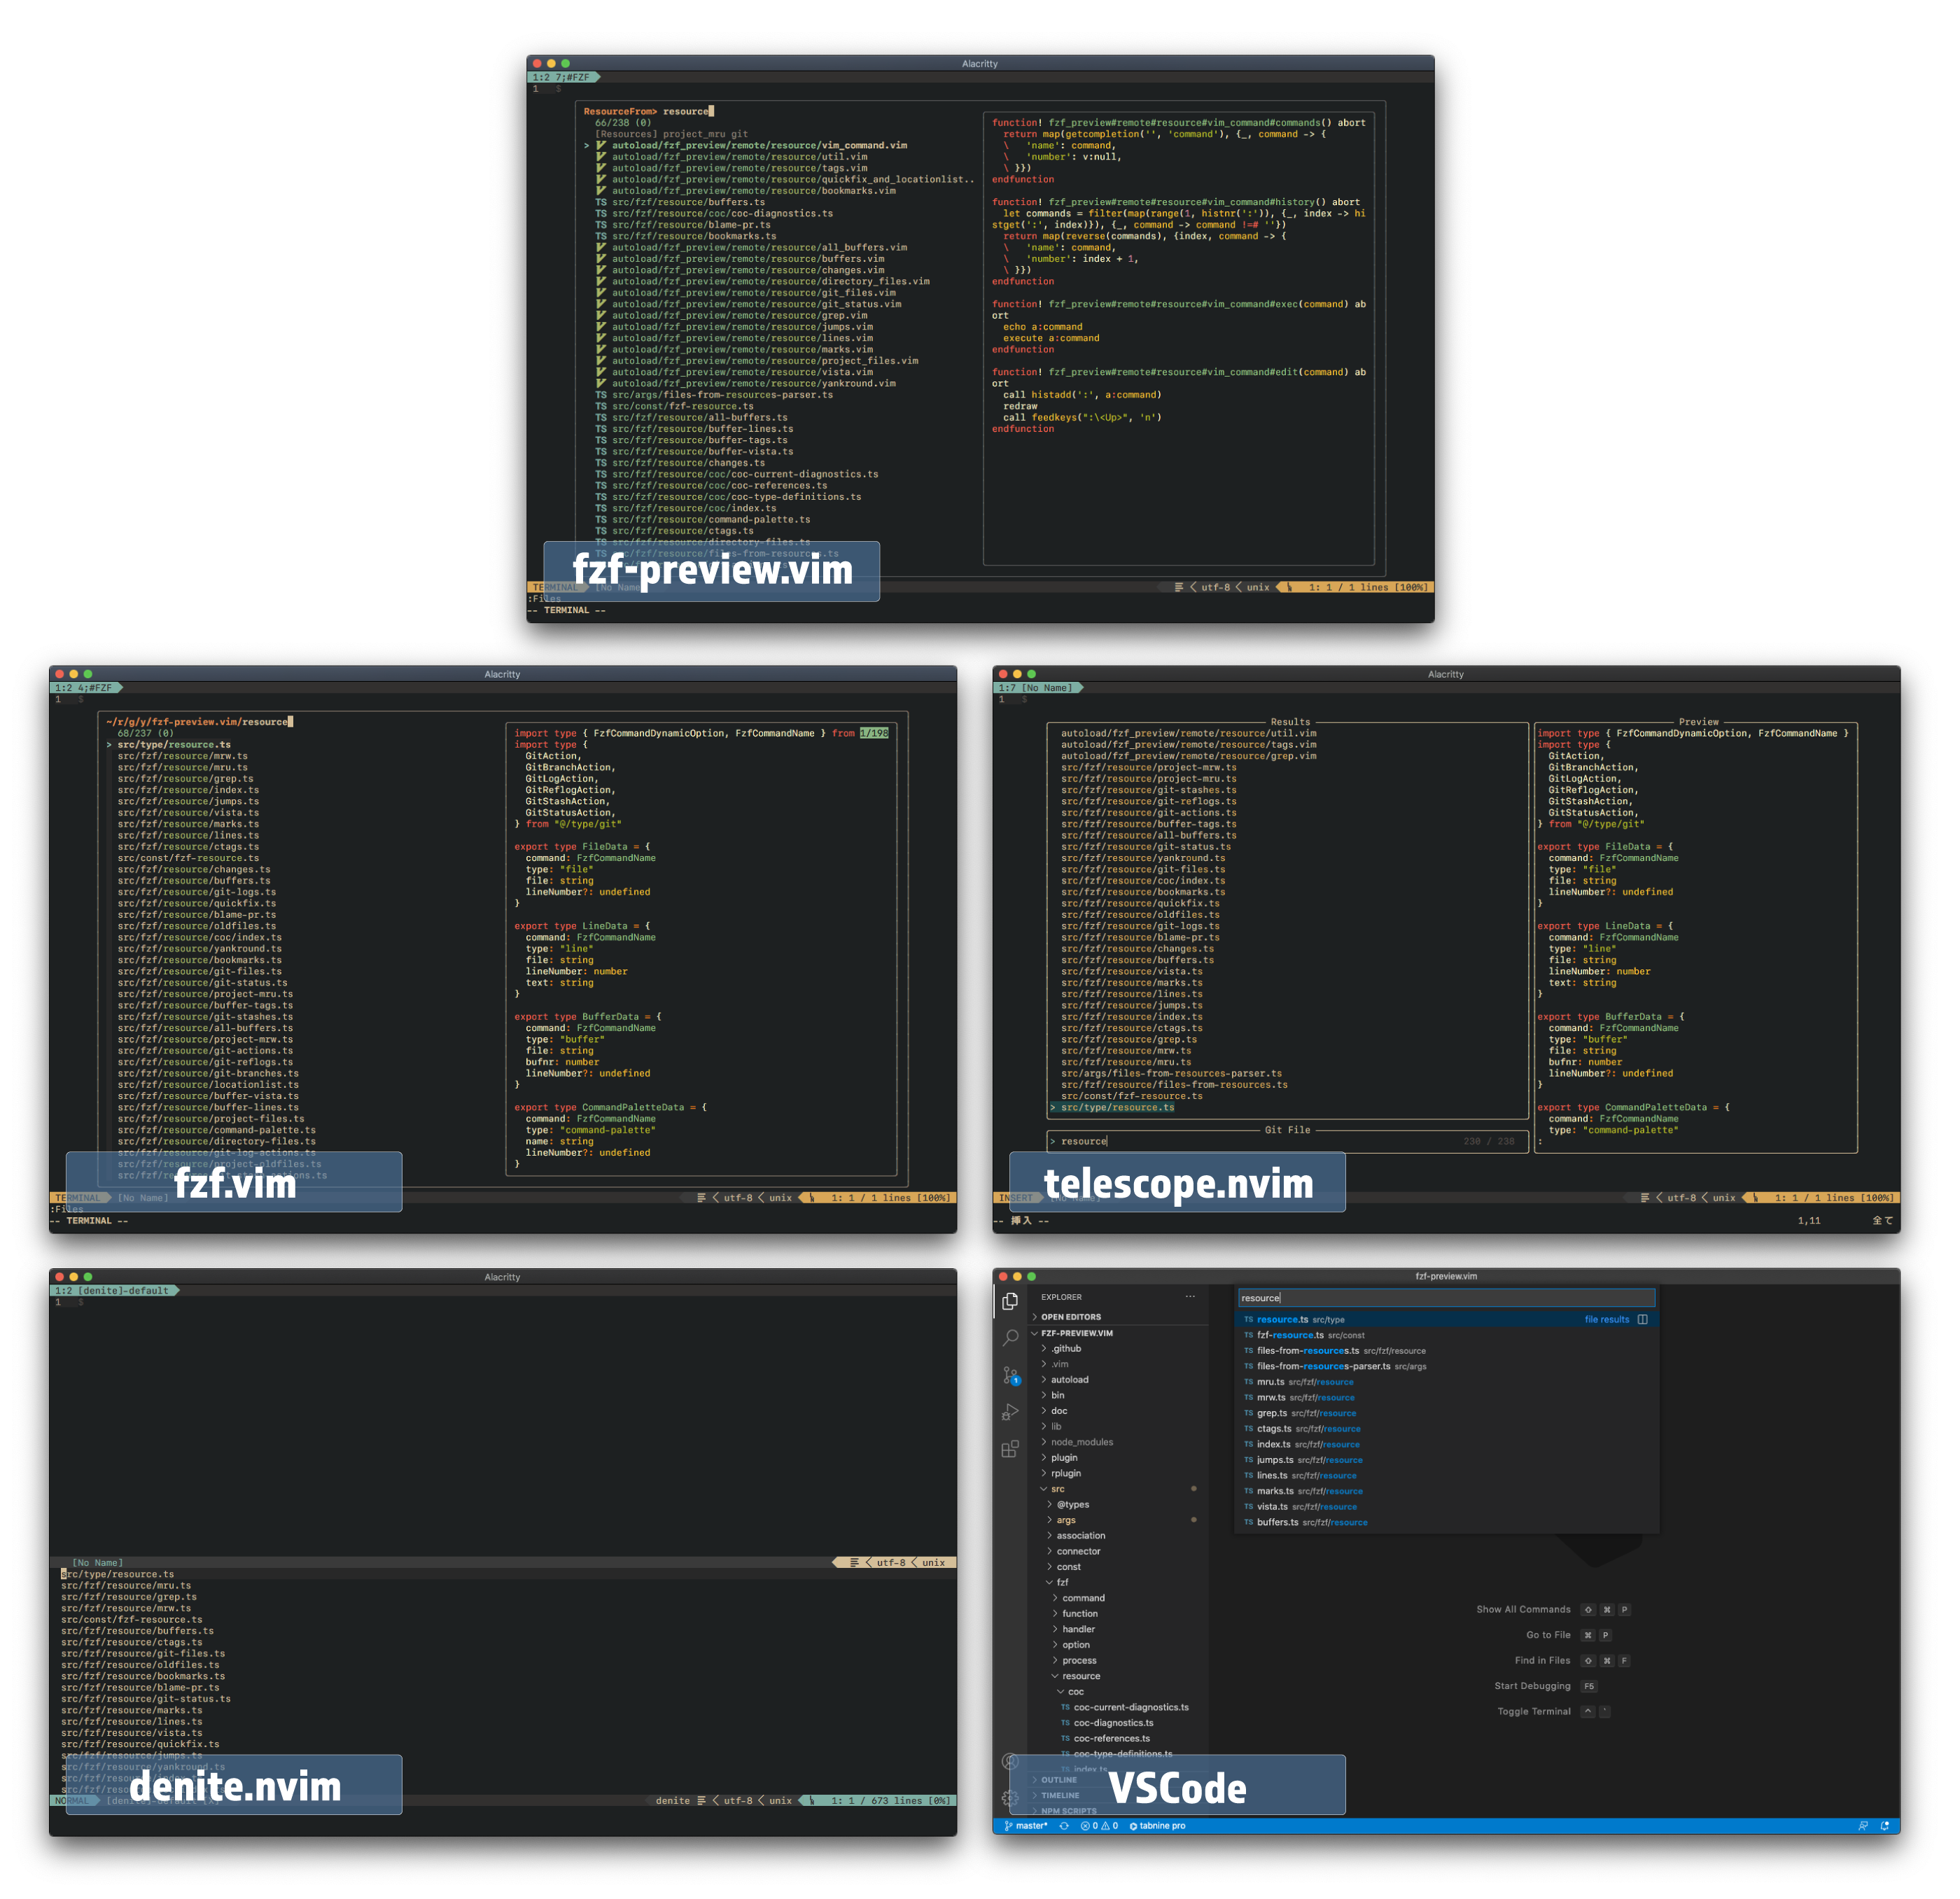 Alacritty
1:2 7;#FZF
1 $
ResourceFrom> resource
66/238 (0)
[Resources] project_mru git
> autoload/fzf_preview/remote/resource/vim_command.vim
autoload/fzf_preview/remote/resource/util.vim
autoload/fzf_preview/remote/resource/tags.vim
autoload/fzf_preview/remote/resource/quickfix_and_locationlist..
autoload/fzf_preview/remote/resource/bookmarks.vim
TS src/fzf/resource/buffers.ts
TS src/fzf/resource/coc/coc-diagnostics.ts
TS src/fzf/resource/blame-pr.ts
TS src/fzf/resource/bookmarks.ts
autoload/fzf_preview/remote/resource/all_buffers.vim
autoload/fzf_preview/remote/resource/buffers.vim
autoload/fzf_preview/remote/resource/changes.vim
autoload/fzf_preview/remote/resource/directory_files.vim
autoload/fzf_preview/remote/resource/git_files.vim
autoload/fzf_preview/remote/resource/git_status.vim
autoload/fzf_preview/remote/resource/grep.vim
autoload/fzf_preview/remote/resource/jumps.vim
autoload/fzf_preview/remote/resource/lines.vim
autoload/fzf_preview/remote/resource/marks.vim
autoload/fzf_preview/remote/resource/project_files.vim
autoload/fzf_preview/remote/resource/vista.vim
autoload/fzf_preview/remote/resource/yankround.vim
TS src/args/files-from-resources-parser.ts
TS src/const/fzf-resource.ts
TS src/fzf/resource/all-buffers.ts
TS src/fzf/resource/buffer-lines.ts
TS src/fzf/resource/buffer-tags.ts
TS src/fzf/resource/buffer-vista.ts
TS src/fzf/resource/changes.ts
TS src/fzf/resource/coc/coc-current-diagnostics.ts
TS src/fzf/resource/coc/coc-references.ts
TS src/fzf/resource/coc/coc-type-definitions.ts
TS src/fzf/resource/coc/index.ts
TS src/fzf/resource/command-palette.ts
TS src/fzf/resource/ctags.ts
TS src/fzf/resource/directory-files.ts
TS src/fzf/resource/files-from-resources.ts
function! fzf_preview#remote#resource#vim_command#commands() abort
return map(getcompletion('', 'command'), {_, command -> {
\ 'name': command,
\ 'number': v:null,
\ }})
endfunction
function! fzf_preview#remote#resource#vim_command#history() abort
let commands = filter(map(range(1, histnr(':')), {_, index -> hi
stget(':', index)}), {_, command -> command !=# ''})
return map(reverse(commands), {index, command -> {
\ 'name': command,
\ 'number': index + 1,
\ }})
endfunction
function! fzf_preview#remote#resource#vim_command#exec(command) ab
ort
echo a:command
execute a:command
endfunction
function! fzf_preview#remote#resource#vim_command#edit(command) ab
ort
call histadd(':', a:command)
redraw
call feedkeys(":\<Up>", 'n')
endfunction
fzf-preview.vim
TERMINAL [No Name] utf-8 < unix 1: 1 / 1 lines [100%]
:Files
-- TERMINAL --
Alacritty
1:2 4;#FZF
1 $
~/r/g/y/fzf-preview.vim/resource
68/237 (0)
> src/type/resource.ts
src/fzf/resource/mrw.ts
src/fzf/resource/mru.ts
src/fzf/resource/grep.ts
src/fzf/resource/index.ts
src/fzf/resource/jumps.ts
src/fzf/resource/vista.ts
src/fzf/resource/marks.ts
src/fzf/resource/lines.ts
src/fzf/resource/ctags.ts
src/const/fzf-resource.ts
src/fzf/resource/changes.ts
src/fzf/resource/buffers.ts
src/fzf/resource/git-logs.ts
src/fzf/resource/quickfix.ts
src/fzf/resource/blame-pr.ts
src/fzf/resource/oldfiles.ts
src/fzf/resource/coc/index.ts
src/fzf/resource/yankround.ts
src/fzf/resource/bookmarks.ts
src/fzf/resource/git-files.ts
src/fzf/resource/git-status.ts
src/fzf/resource/project-mru.ts
src/fzf/resource/buffer-tags.ts
src/fzf/resource/git-stashes.ts
src/fzf/resource/all-buffers.ts
src/fzf/resource/project-mrw.ts
src/fzf/resource/git-actions.ts
src/fzf/resource/git-reflogs.ts
src/fzf/resource/git-branches.ts
src/fzf/resource/locationlist.ts
src/fzf/resource/buffer-vista.ts
src/fzf/resource/buffer-lines.ts
src/fzf/resource/project-files.ts
src/fzf/resource/command-palette.ts
src/fzf/resource/directory-files.ts
src/fzf/resource/git-log-actions.ts
src/fzf/resource/project-oldfiles.ts
import type { FzfCommandDynamicOption, FzfCommandName } from 1/198
import type {
GitAction,
GitBranchAction,
GitLogAction,
GitReflogAction,
GitStashAction,
GitStatusAction,
} from "@/type/git"
export type FileData = {
command: FzfCommandName
type: "file"
file: string
lineNumber?: undefined
}
export type LineData = {
command: FzfCommandName
type: "line"
file: string
lineNumber: number
text: string
}
export type BufferData = {
command: FzfCommandName
type: "buffer"
file: string
bufnr: number
lineNumber?: undefined
}
export type CommandPaletteData = {
command: FzfCommandName
type: "command-palette"
name: string
lineNumber?: undefined
}
fzf.vim
TERMINAL [No Name] utf-8 < unix 1: 1 / 1 lines [100%]
:Files
-- TERMINAL --
Alacritty
1:7 [No Name]
1 $
Results
autoload/fzf_preview/remote/resource/util.vim
autoload/fzf_preview/remote/resource/tags.vim
autoload/fzf_preview/remote/resource/grep.vim
src/fzf/resource/project-mrw.ts
src/fzf/resource/project-mru.ts
src/fzf/resource/git-stashes.ts
src/fzf/resource/git-reflogs.ts
src/fzf/resource/git-actions.ts
src/fzf/resource/buffer-tags.ts
src/fzf/resource/all-buffers.ts
src/fzf/resource/git-status.ts
src/fzf/resource/yankround.ts
src/fzf/resource/git-files.ts
src/fzf/resource/coc/index.ts
src/fzf/resource/bookmarks.ts
src/fzf/resource/quickfix.ts
src/fzf/resource/oldfiles.ts
src/fzf/resource/git-logs.ts
src/fzf/resource/blame-pr.ts
src/fzf/resource/changes.ts
src/fzf/resource/buffers.ts
src/fzf/resource/vista.ts
src/fzf/resource/marks.ts
src/fzf/resource/lines.ts
src/fzf/resource/jumps.ts
src/fzf/resource/index.ts
src/fzf/resource/ctags.ts
src/fzf/resource/grep.ts
src/fzf/resource/mrw.ts
src/fzf/resource/mru.ts
src/args/files-from-resources-parser.ts
src/fzf/resource/files-from-resources.ts
src/const/fzf-resource.ts
> src/type/resource.ts
Git File
> resource 230 / 238
Preview
import type { FzfCommandDynamicOption, FzfCommandName }
import type {
GitAction,
GitBranchAction,
GitLogAction,
GitReflogAction,
GitStashAction,
GitStatusAction,
} from "@/type/git"
export type FileData = {
command: FzfCommandName
type: "file"
file: string
lineNumber?: undefined
}
export type LineData = {
command: FzfCommandName
type: "line"
file: string
lineNumber: number
text: string
}
export type BufferData = {
command: FzfCommandName
type: "buffer"
file: string
bufnr: number
lineNumber?: undefined
}
export type CommandPaletteData = {
command: FzfCommandName
type: "command-palette"
:
telescope.nvim
INSERT [No Name] utf-8 < unix 1: 1 / 1 lines [100%]
-- 挿入 -- 1,11 全て
Alacritty
1:2 [denite]-default
1 $
[No Name] utf-8 < unix
src/type/resource.ts
src/fzf/resource/mru.ts
src/fzf/resource/grep.ts
src/fzf/resource/mrw.ts
src/const/fzf-resource.ts
src/fzf/resource/buffers.ts
src/fzf/resource/ctags.ts
src/fzf/resource/git-files.ts
src/fzf/resource/oldfiles.ts
src/fzf/resource/bookmarks.ts
src/fzf/resource/blame-pr.ts
src/fzf/resource/git-status.ts
src/fzf/resource/marks.ts
src/fzf/resource/lines.ts
src/fzf/resource/vista.ts
src/fzf/resource/quickfix.ts
src/fzf/resource/jumps.ts
src/fzf/resource/yankround.ts
denite.nvim
NORMAL [denite]-default [X] denite utf-8 < unix 1: 1 / 673 lines [0%]
fzf-preview.vim
EXPLORER ...
OPEN EDITORS
FZF-PREVIEW.VIM
.github
.vim
autoload
bin
doc
lib
node_modules
plugin
rplugin
src
@types
args
association
connector
const
fzf
command
function
handler
option
process
resource
coc
TS coc-current-diagnostics.ts
TS coc-diagnostics.ts
TS coc-references.ts
TS coc-type-definitions.ts
TS index.ts
OUTLINE
TIMELINE
NPM SCRIPTS
1
resource
TS resource.ts src/type file results
TS fzf-resource.ts src/const
TS files-from-resources.ts src/fzf/resource
TS files-from-resources-parser.ts src/args
TS mru.ts src/fzf/resource
TS mrw.ts src/fzf/resource
TS grep.ts src/fzf/resource
TS ctags.ts src/fzf/resource
TS index.ts src/fzf/resource
TS jumps.ts src/fzf/resource
TS lines.ts src/fzf/resource
TS marks.ts src/fzf/resource
TS vista.ts src/fzf/resource
TS buffers.ts src/fzf/resource
Show All Commands ⇧ ⌘ P
Go to File ⌘ P
Find in Files ⇧ ⌘ F
Start Debugging F5
Toggle Terminal ^ `
VSCode
master* 0 0 tabnine pro